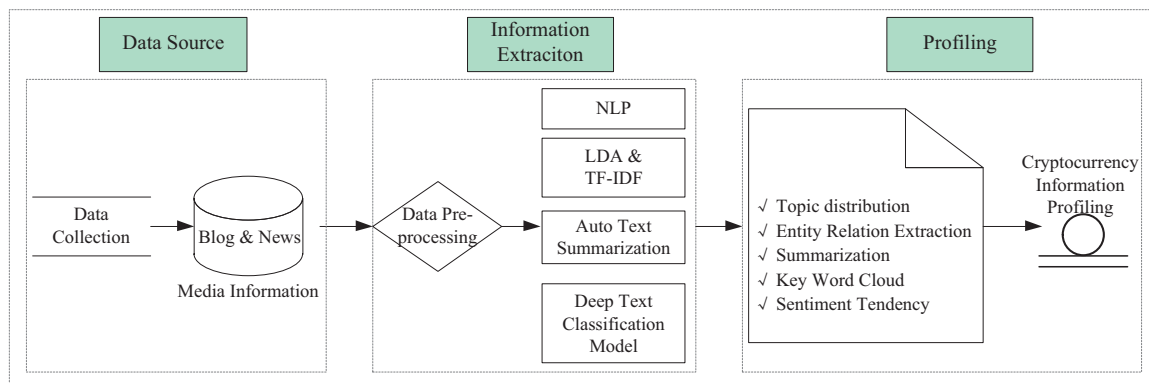 Data Source
Information
Extraciton
Profiling
Data
Collection
Blog & News
Media Information
Data Pre-
processing
NLP
LDA &
TF-IDF
Auto Text
Summarization
Deep Text
Classification
Model
√ Topic distribution
√ Entity Relation Extraction
√ Summarization
√ Key Word Cloud
√ Sentiment Tendency
Cryptocurrency
Information
Profiling